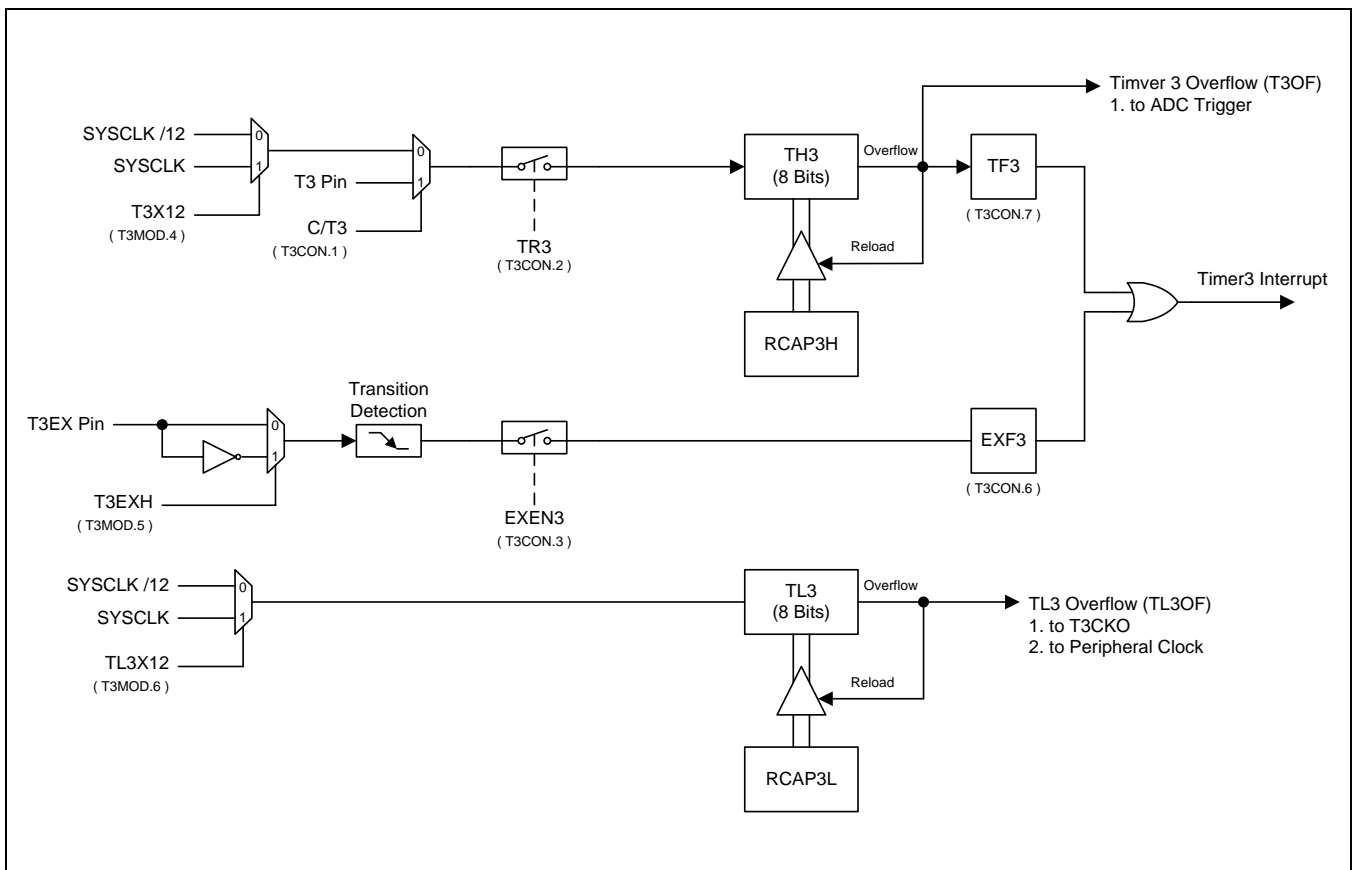 Timver 3 Overflow (T3OF)
1. to ADC Trigger
SYSCLK /12
0
SYSCLK
1
T3X12
( T3MOD.4 )
0
T3 Pin
1
C/T3
( T3CON.1 )
TR3
( T3CON.2 )
TH3
(8 Bits)
Overflow
TF3
( T3CON.7 )
Reload
RCAP3H
Timer3 Interrupt
T3EX Pin
0
1
T3EXH
( T3MOD.5 )
Transition
Detection
EXEN3
( T3CON.3 )
EXF3
( T3CON.6 )
SYSCLK /12
0
SYSCLK
1
TL3X12
( T3MOD.6 )
TL3
(8 Bits)
Overflow
TL3 Overflow (TL3OF)
1. to T3CKO
2. to Peripheral Clock
Reload
RCAP3L